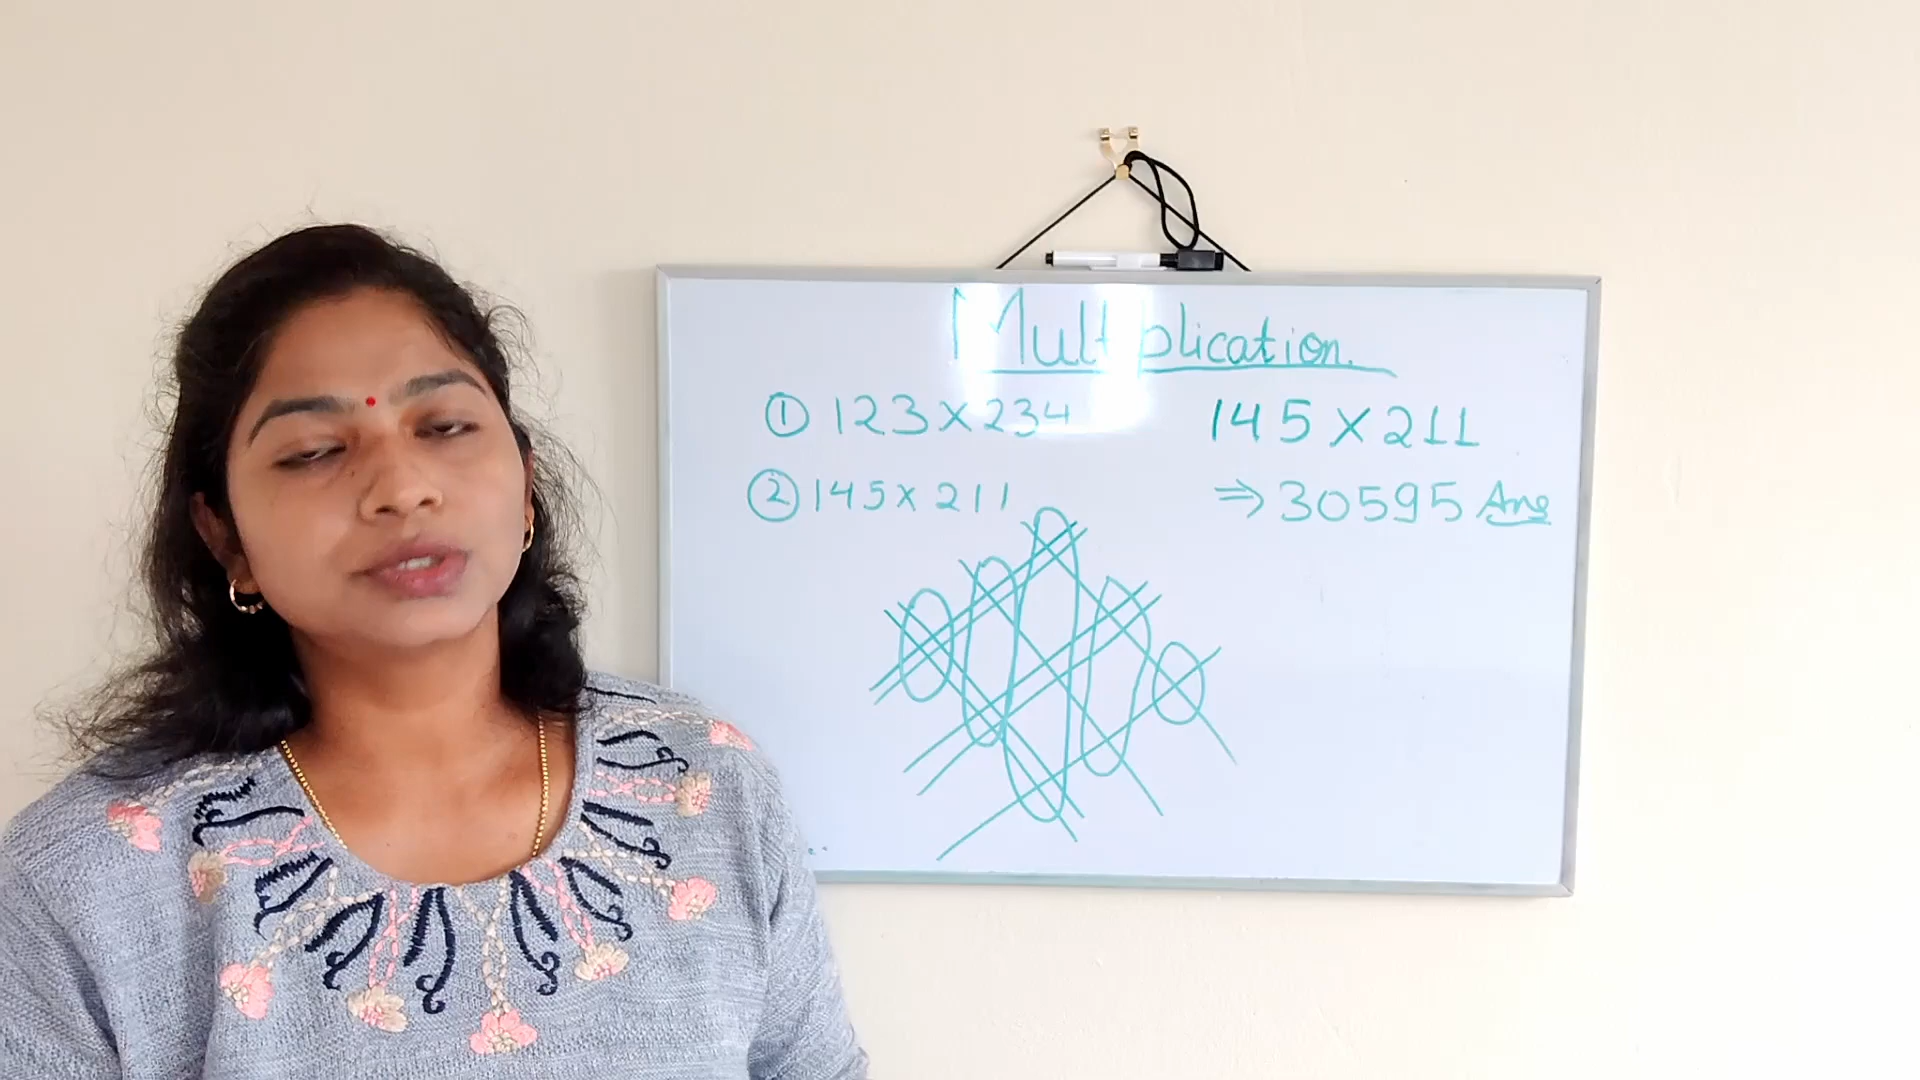 Multiplication.
① 123 X 234
② 145 X 211
145 X 211
⇒ 30595 Ans